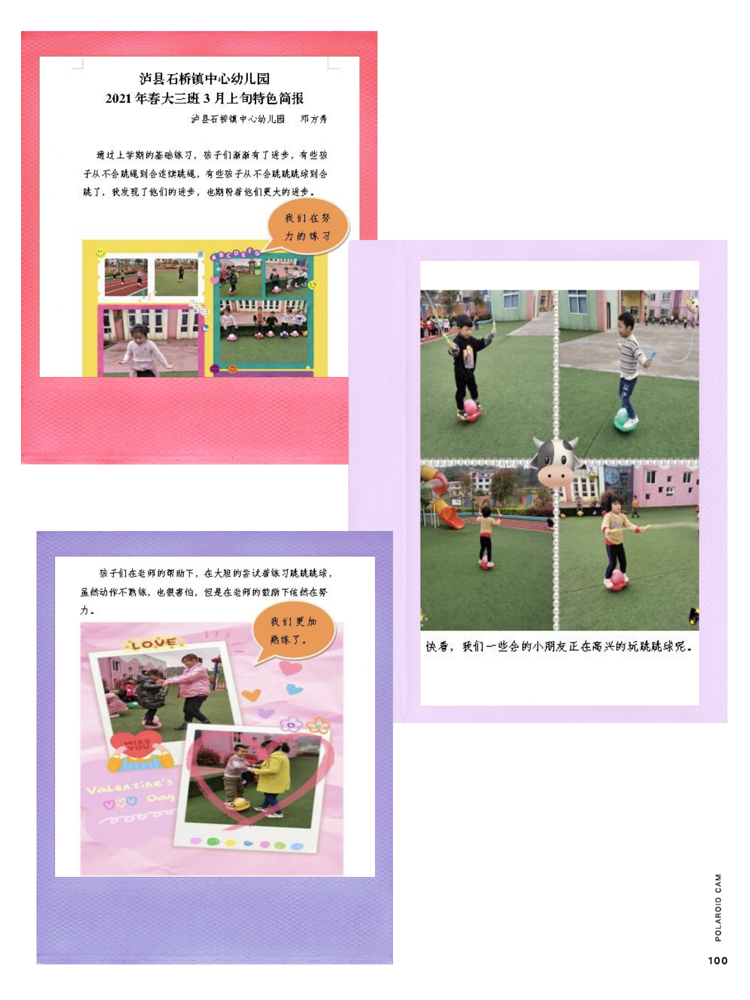 泸县石桥镇中心幼儿园
2021 年春大三班 3 月上旬特色简报
泸县石桥镇中心幼儿园 邓方秀
通过上学期的基础练习，孩子们渐渐有了进步，有些孩
子从不会跳绳到会连续跳绳，有些孩子从不会跳跳跳球到会
跳了，我发现了他们的进步，也期盼着他们更大的进步。
我们在努
力的练习
A B C D E F G
快看，我们一些会的小朋友正在高兴的玩跳跳球呢。
孩子们在老师的帮助下，在大胆的尝试着练习跳跳跳球，
虽然动作不熟练，也很害怕，但是在老师的鼓励下依然在努
力。
我们更加
熟练了。
LOVE
MISS
YOU
Valentine's
Day
POLAROID CAM
100